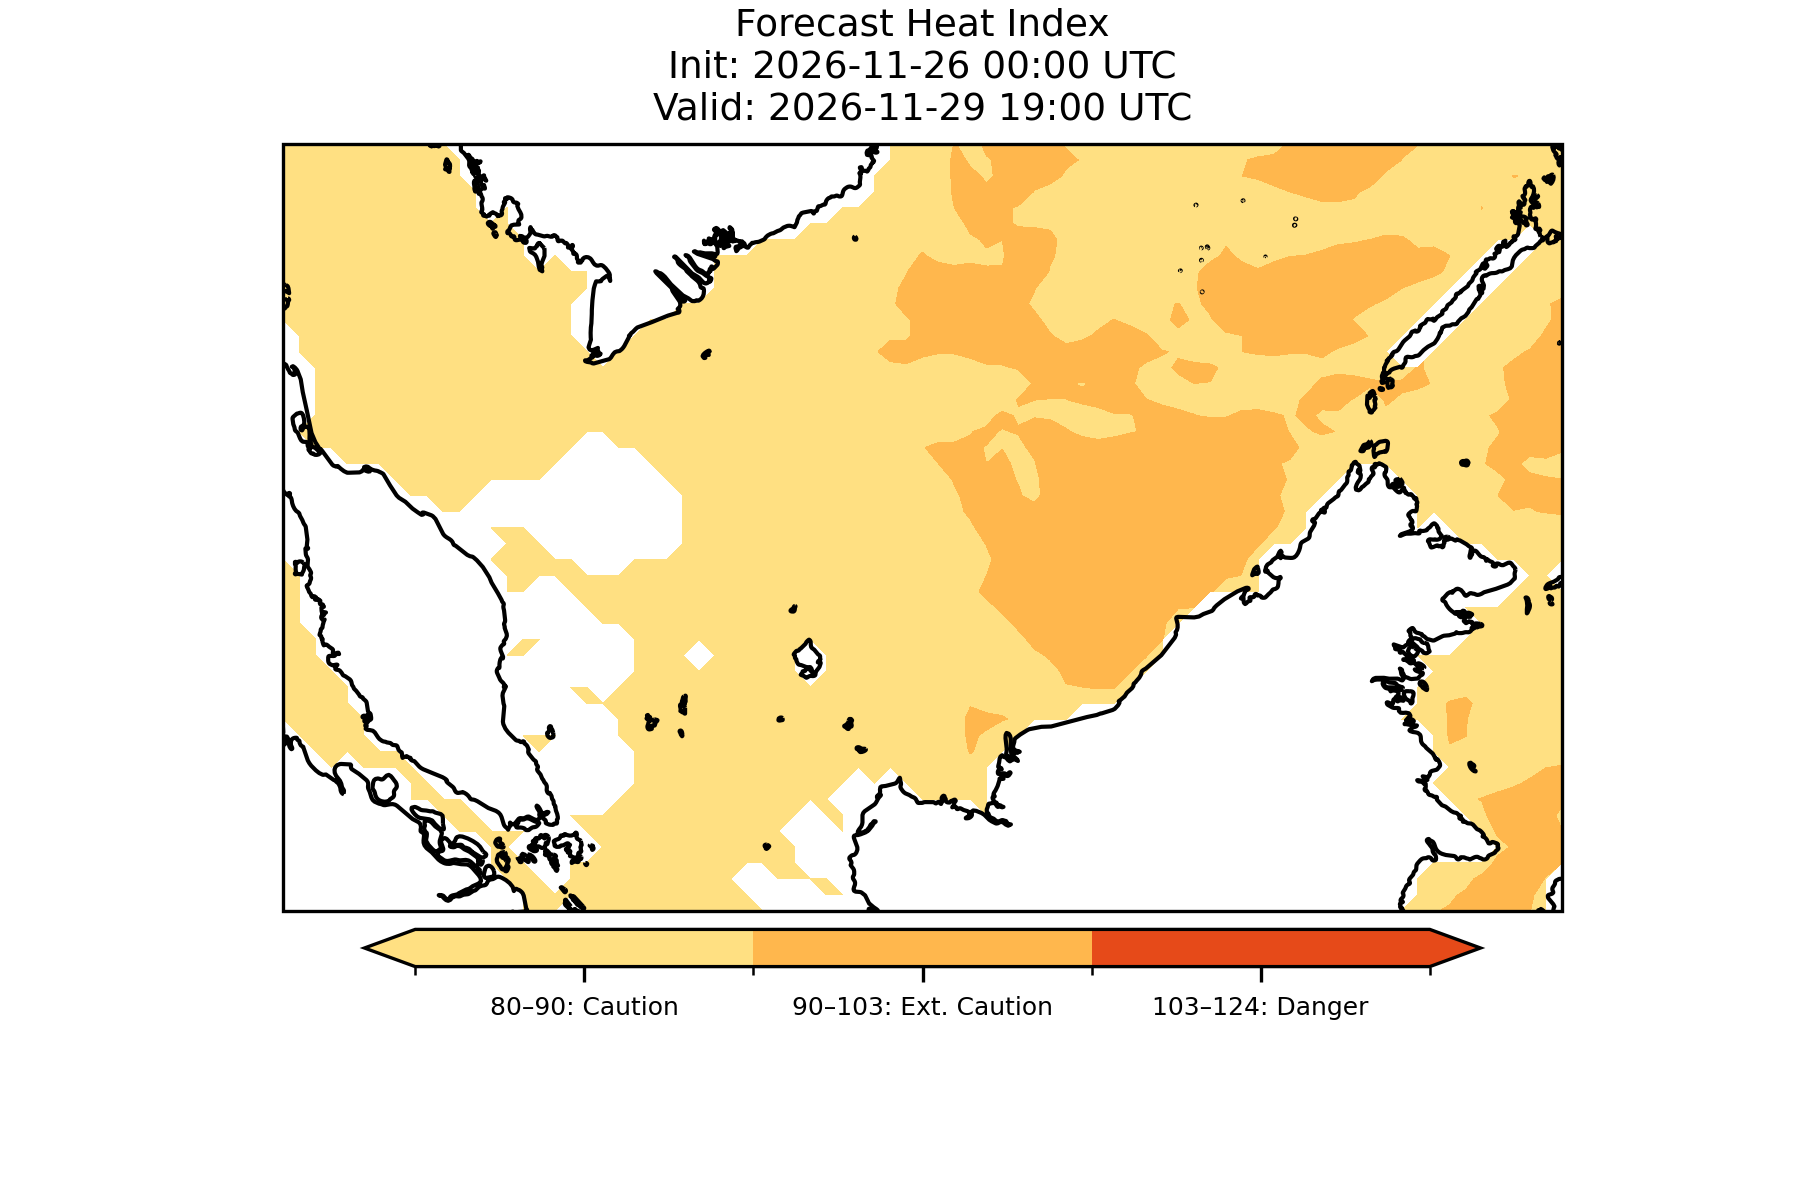 Forecast Heat Index
Init: 2026-11-26 00:00 UTC
Valid: 2026-11-29 19:00 UTC
80–90: Caution
90–103: Ext. Caution
103–124: Danger